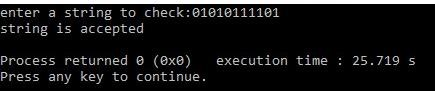 enter a string to check:01010111101
string is accepted
Process returned 0 (0x0)   execution time : 25.719 s
Press any key to continue.